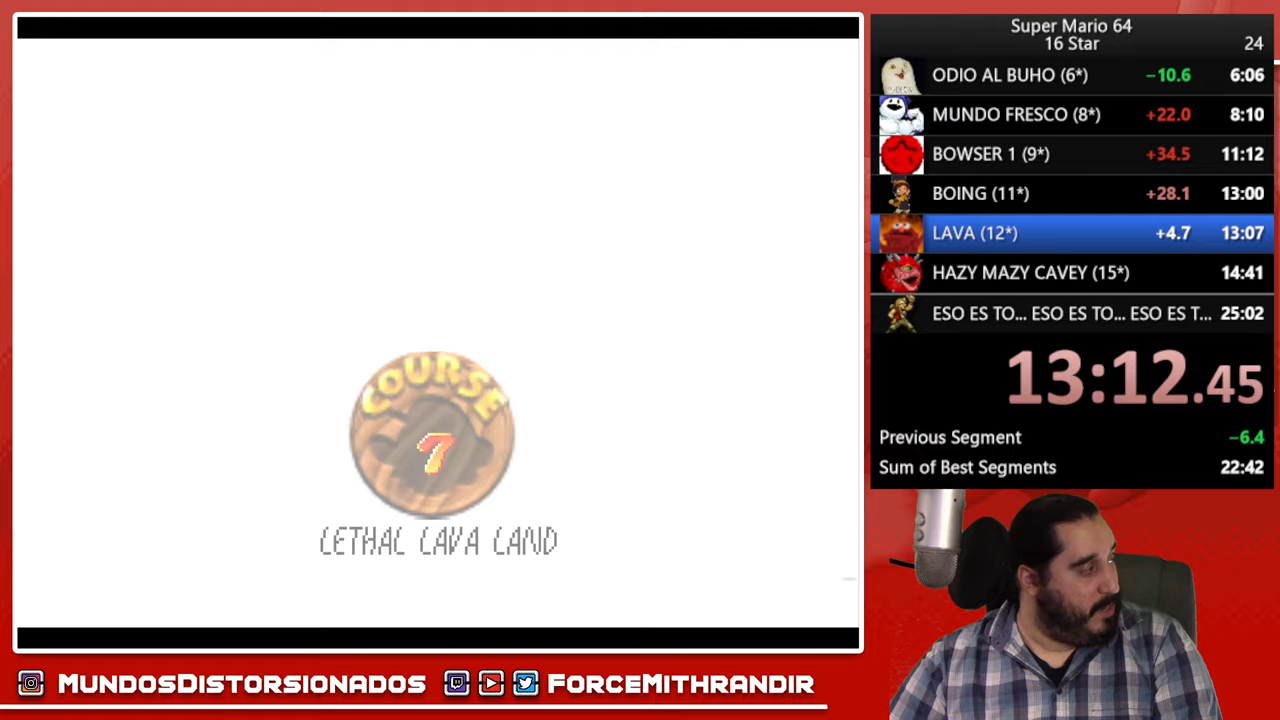 COURSE
7
LETHAL LAVA LAND
Super Mario 64
16 Star 24
ODIO AL BUHO (6*) −10.6 6:06
MUNDO FRESCO (8*) +22.0 8:10
BOWSER 1 (9*) +34.5 11:12
BOING (11*) +28.1 13:00
LAVA (12*) +4.7 13:07
HAZY MAZY CAVEY (15*) 14:41
ESO ES TO... ESO ES TO... ESO ES T... 25:02
13:12.45
Previous Segment −6.4
Sum of Best Segments 22:42
MUNDOSDISTORSIONADOS FORCEMITHRANDIR